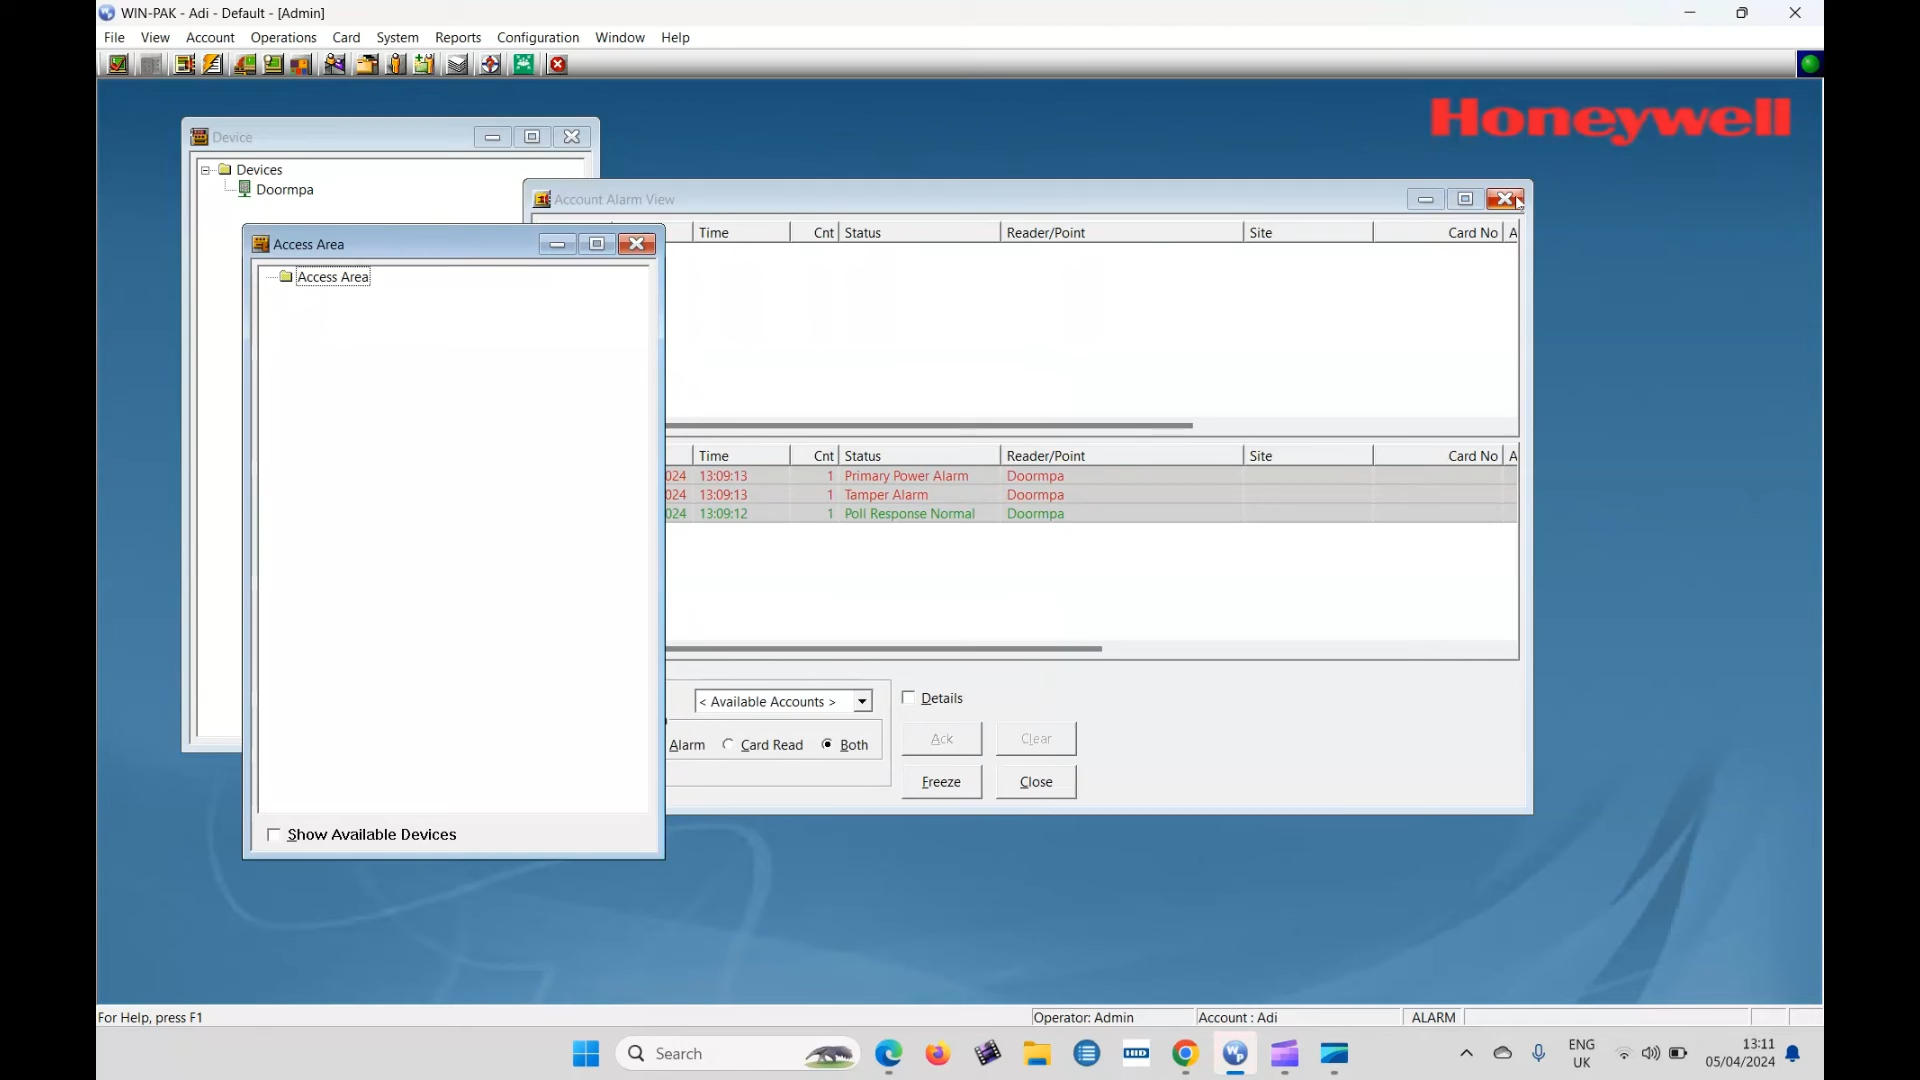 WIN-PAK - Adi - Default - [Admin]
File View Account Operations Card System Reports Configuration Window Help
Honeywell
Device
Devices
Doormpa
Account Alarm View
Time Cnt Status Reader/Point Site Card No A
Access Area
Access Area
Time Cnt Status Reader/Point Site Card No A
024 13:09:13 1 Primary Power Alarm Doormpa
024 13:09:13 1 Tamper Alarm Doormpa
024 13:09:12 1 Poll Response Normal Doormpa
< Available Accounts > Details
Alarm Card Read Both
Ack Clear
Freeze Close
Show Available Devices
For Help, press F1 Operator: Admin Account : Adi ALARM
Search
HID
ENG
UK
13:11
05/04/2024